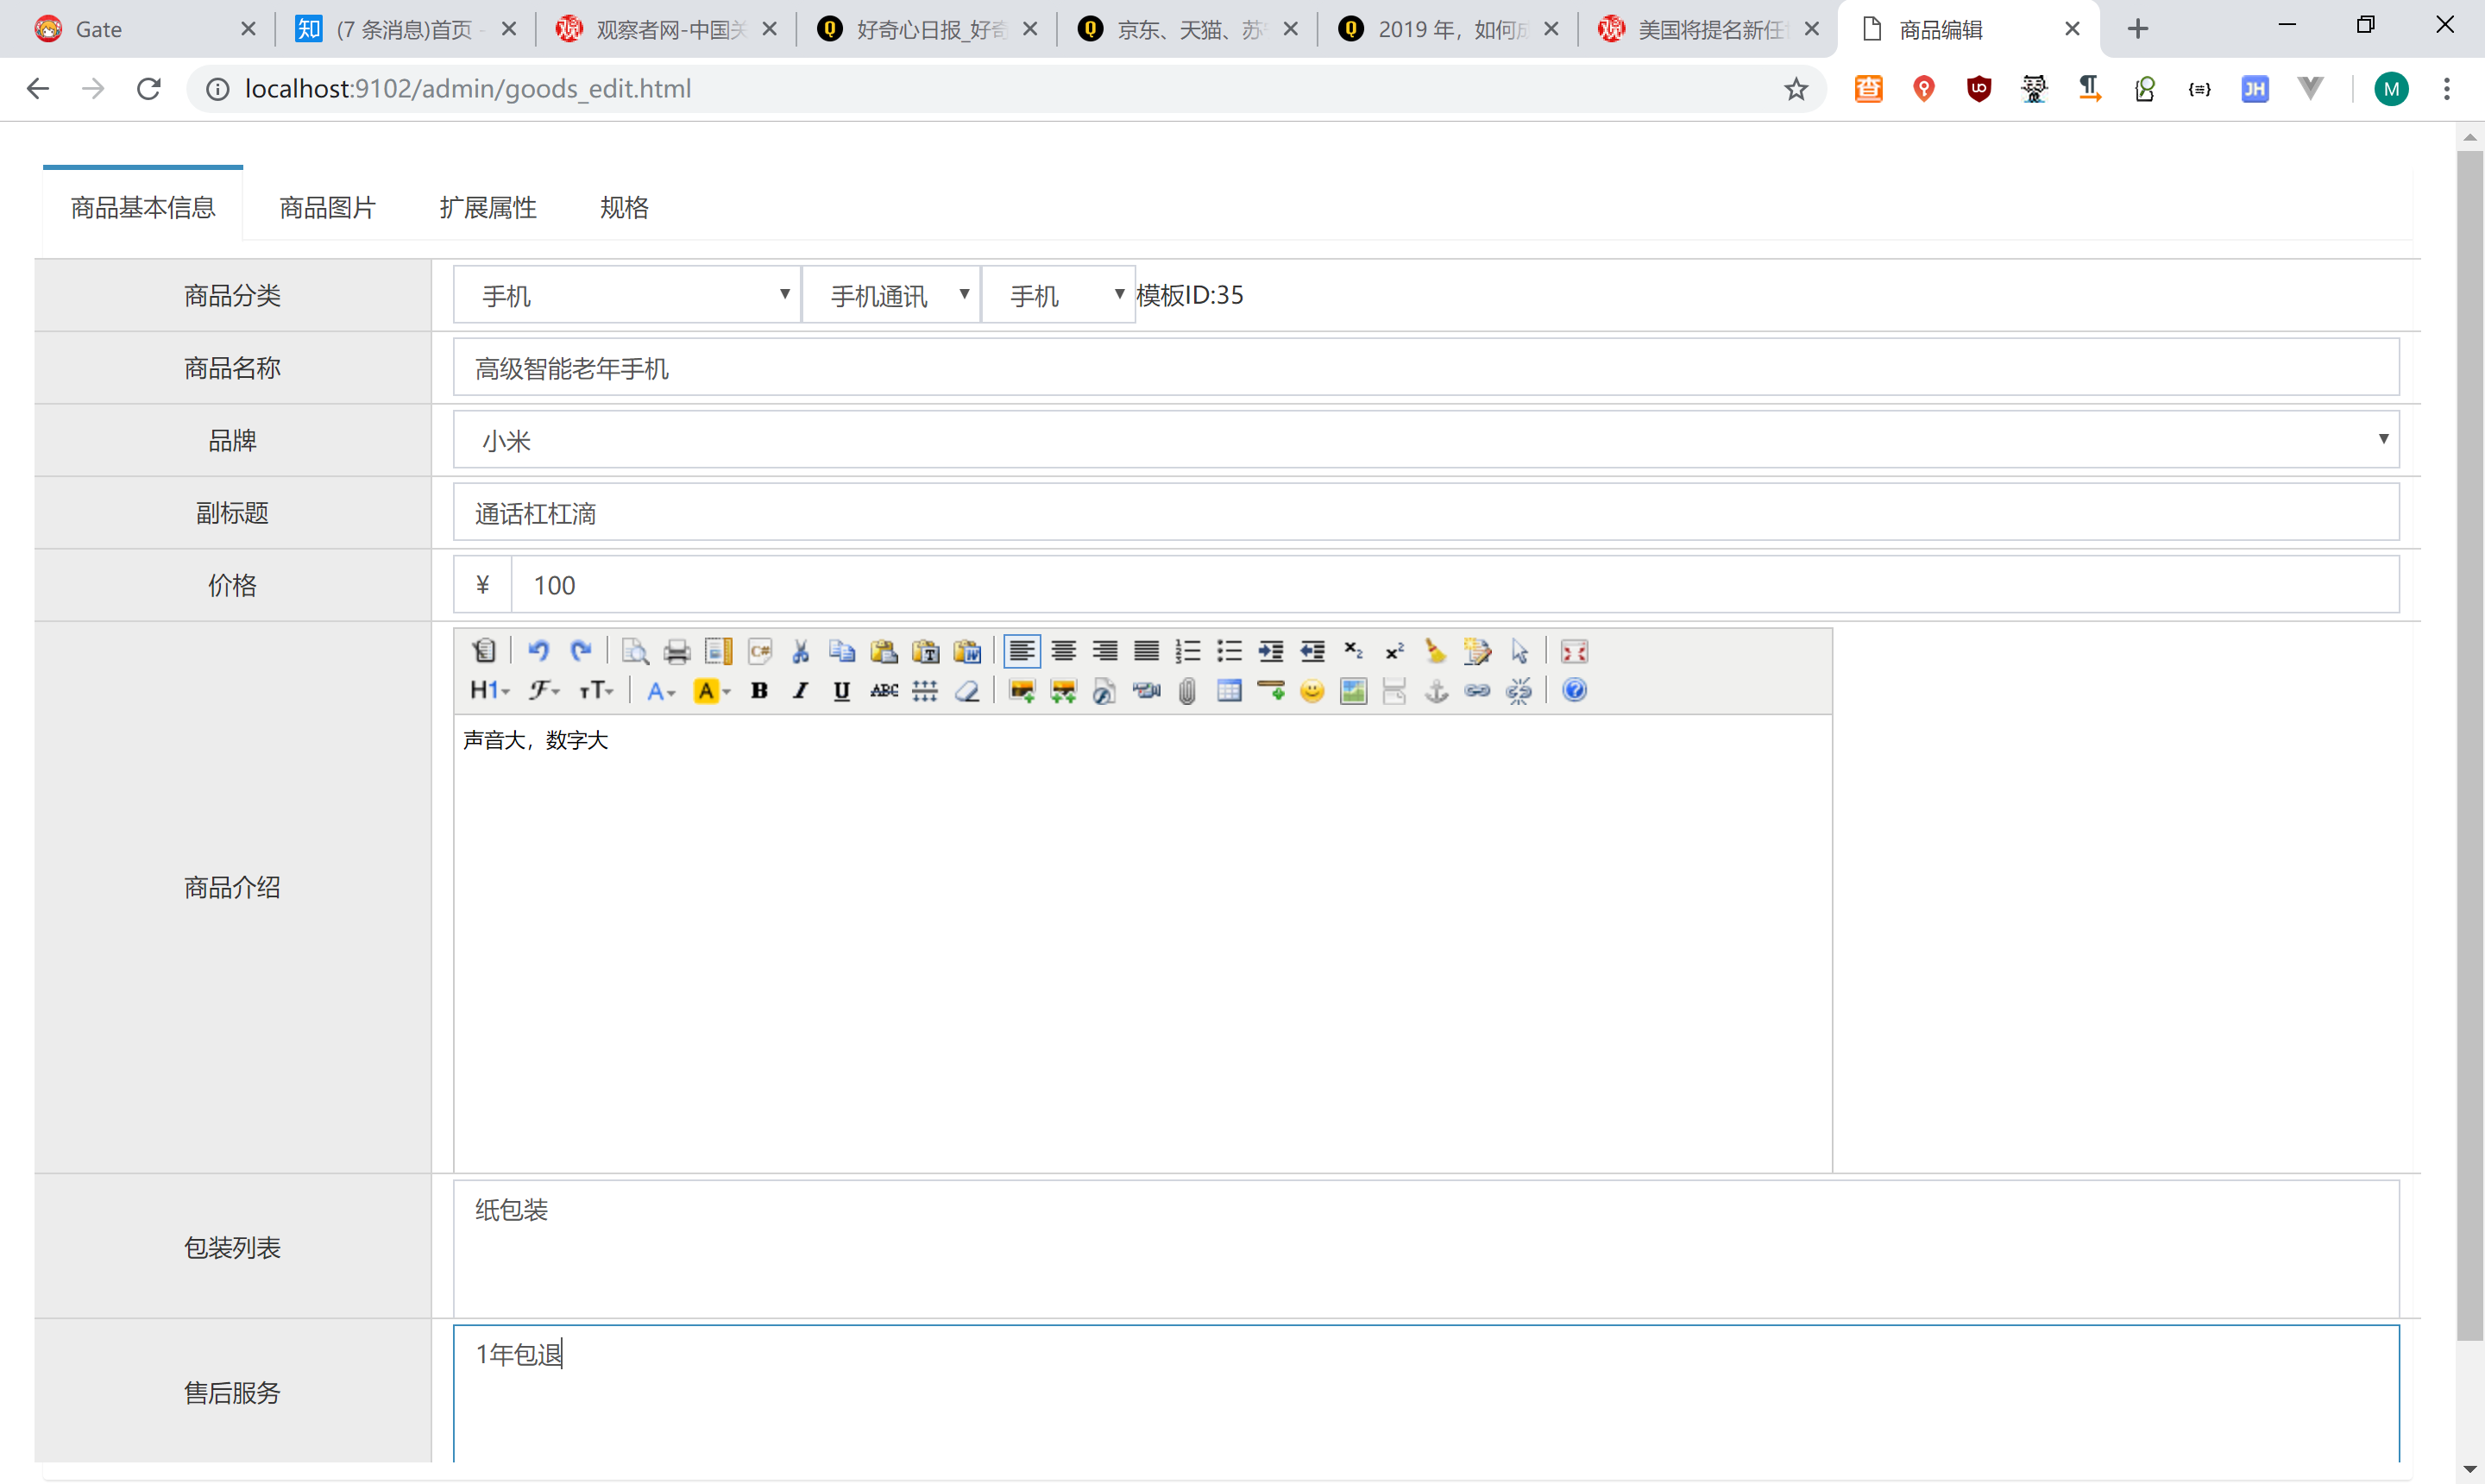 Gate
(7 条消息)首页 -
观察者网-中国关
好奇心日报_好奇
京东、天猫、苏宁
2019 年，如何成
美国将提名新任
商品编辑
localhost:9102/admin/goods_edit.html
商品基本信息 商品图片 扩展属性 规格
商品分类 手机 手机通讯 手机 模板ID:35
商品名称 高级智能老年手机
品牌 小米
副标题 通话杠杠滴
价格 ¥ 100
商品介绍
声音大，数字大
包装列表 纸包装
售后服务 1年包退